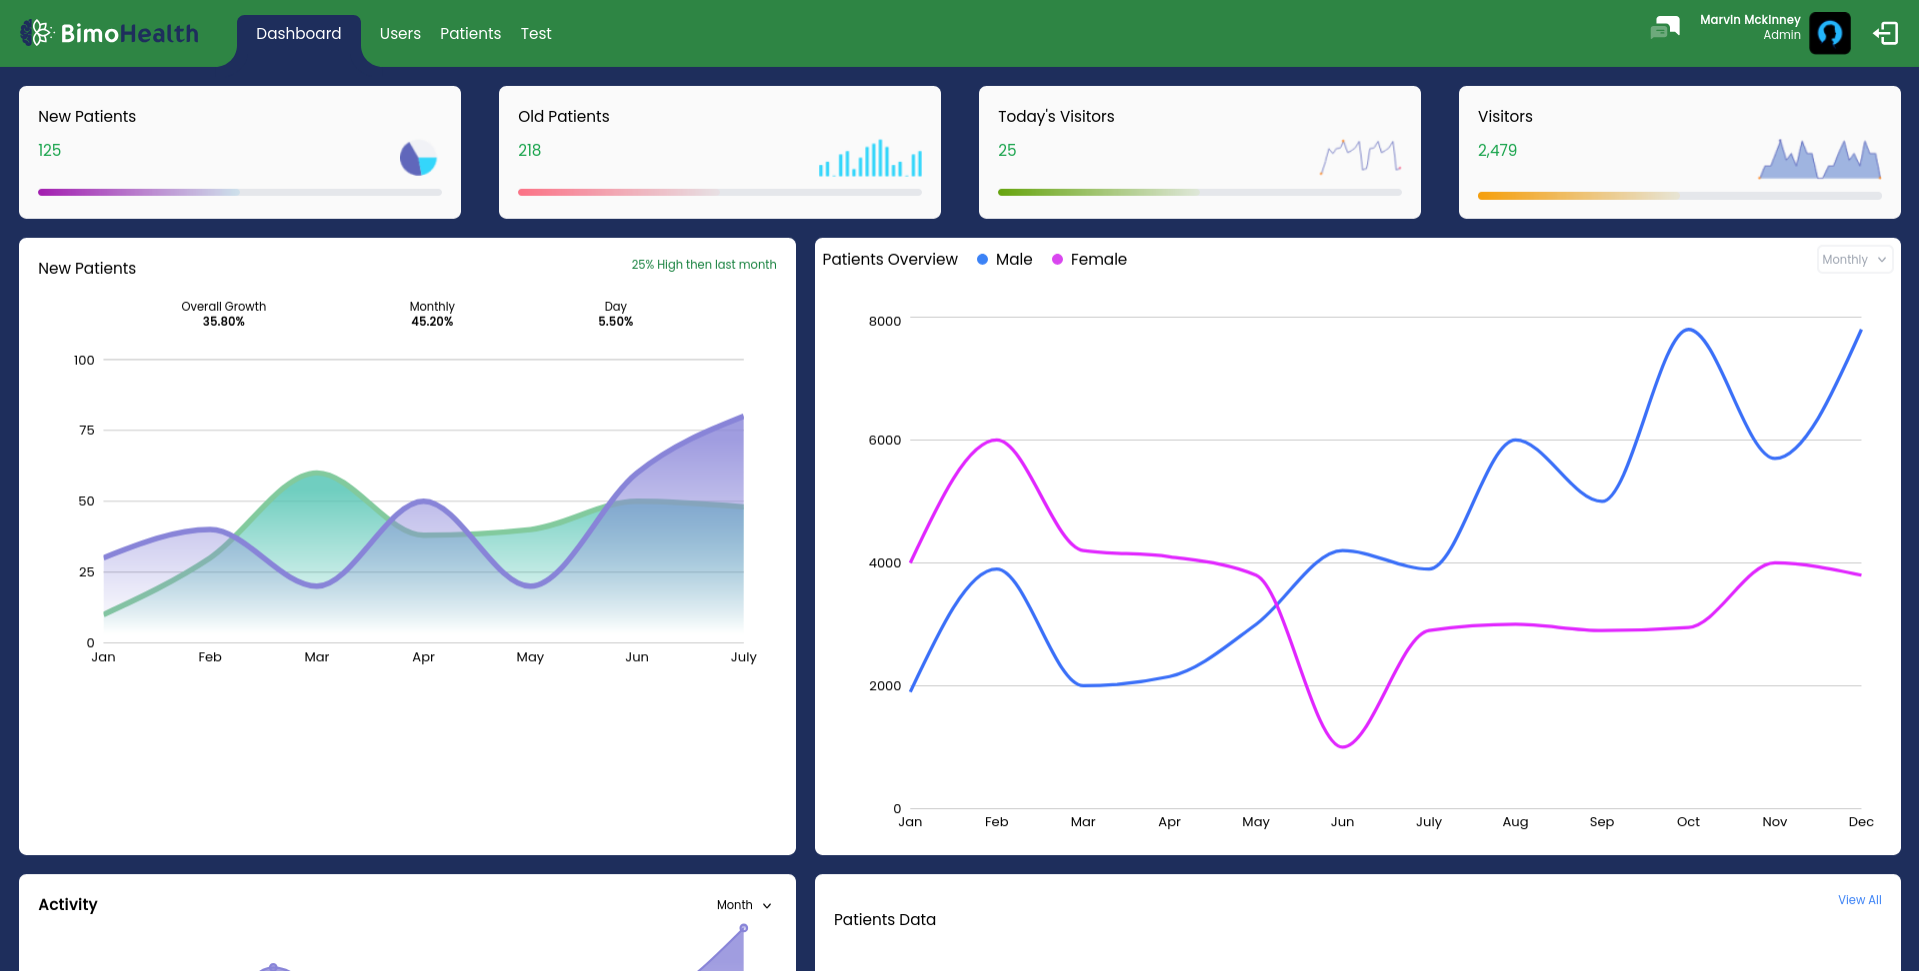 BimoHealth
Dashboard
Users
Patients
Test
Marvin Mckinney
Admin
New Patients
125
Old Patients
218
Today's Visitors
25
Visitors
2,479
New Patients
25% High then last month
Overall Growth
35.80%
Monthly
45.20%
Day
5.50%
100
75
50
25
0
Jan
Feb
Mar
Apr
May
Jun
July
Patients Overview
Male
Female
Monthly
8000
6000
4000
2000
0
Jan
Feb
Mar
Apr
May
Jun
July
Aug
Sep
Oct
Nov
Dec
Activity
Month
View All
Patients Data